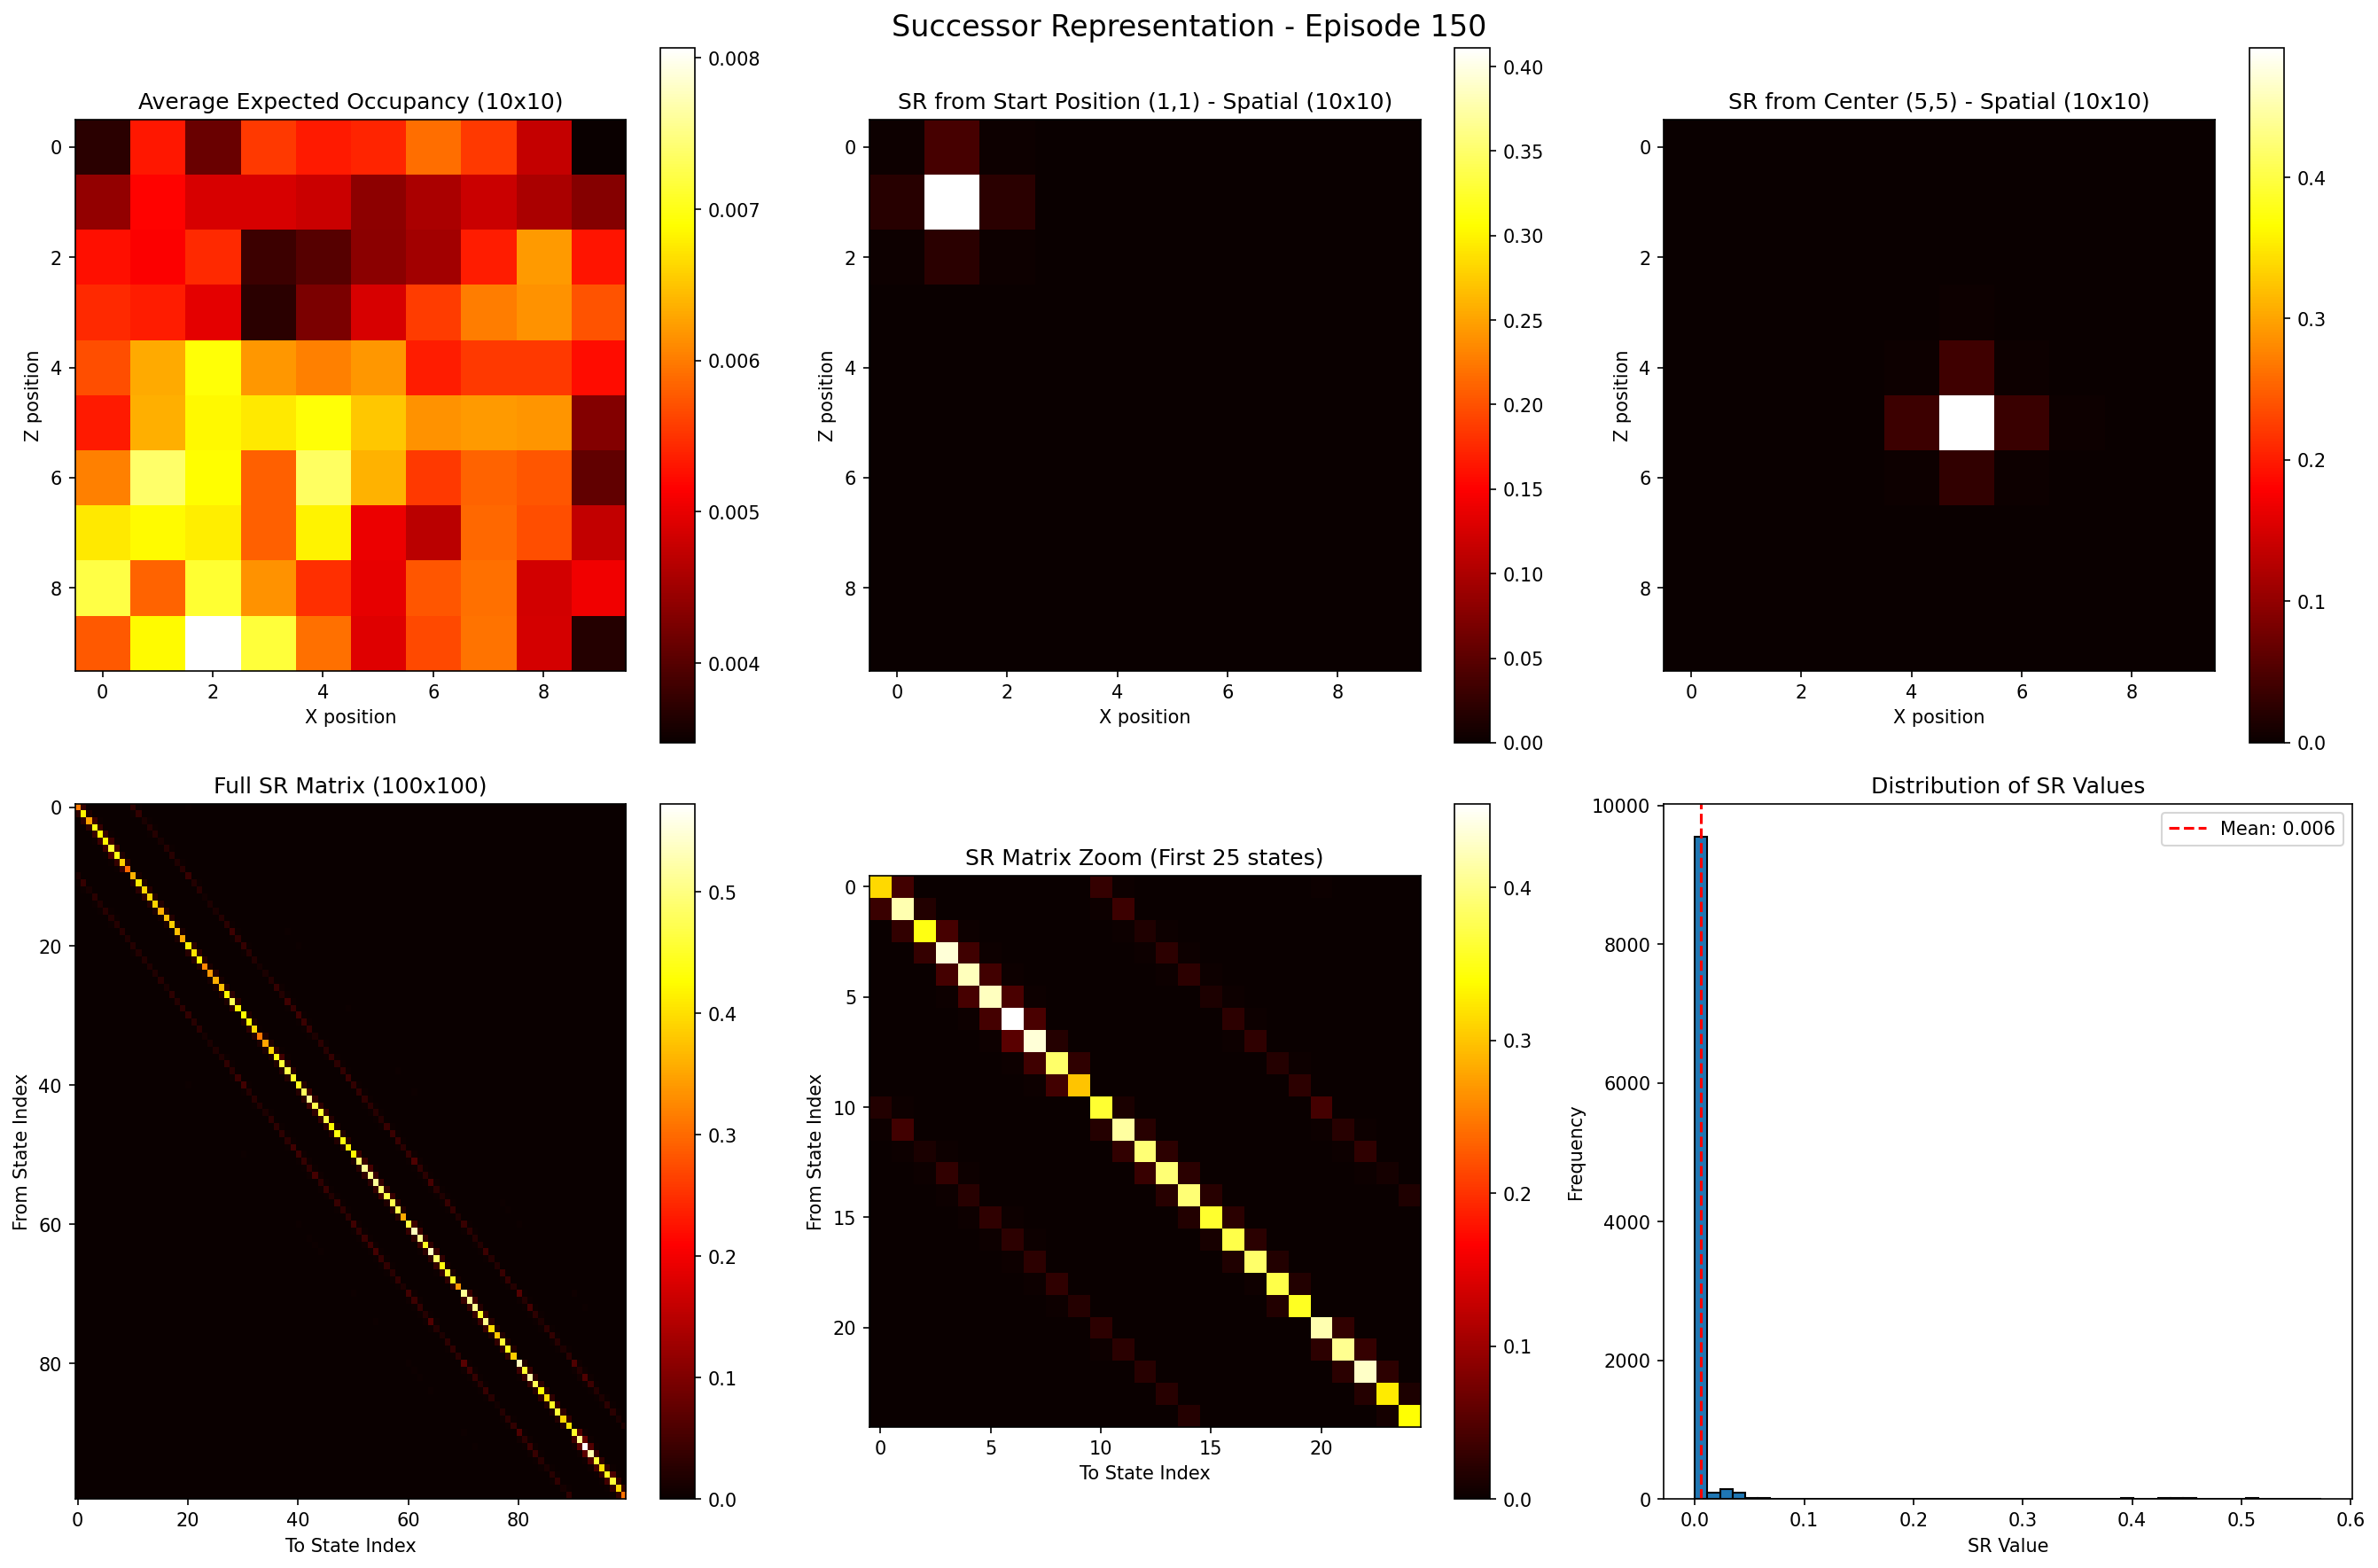 Successor Representation - Episode 150
Average Expected Occupancy (10x10)
Z position
0
2
4
6
8
0 2 4 6 8
X position
0.008
0.007
0.006
0.005
0.004
SR from Start Position (1,1) - Spatial (10x10)
Z position
0
2
4
6
8
0 2 4 6 8
X position
0.40
0.35
0.30
0.25
0.20
0.15
0.10
0.05
0.00
SR from Center (5,5) - Spatial (10x10)
Z position
0
2
4
6
8
0 2 4 6 8
X position
0.4
0.3
0.2
0.1
0.0
Full SR Matrix (100x100)
From State Index
0
20
40
60
80
0 20 40 60 80
To State Index
0.5
0.4
0.3
0.2
0.1
0.0
SR Matrix Zoom (First 25 states)
From State Index
0
5
10
15
20
0 5 10 15 20
To State Index
0.4
0.3
0.2
0.1
0.0
Distribution of SR Values
Mean: 0.006
Frequency
10000
8000
6000
4000
2000
0
0.0 0.1 0.2 0.3 0.4 0.5 0.6
SR Value